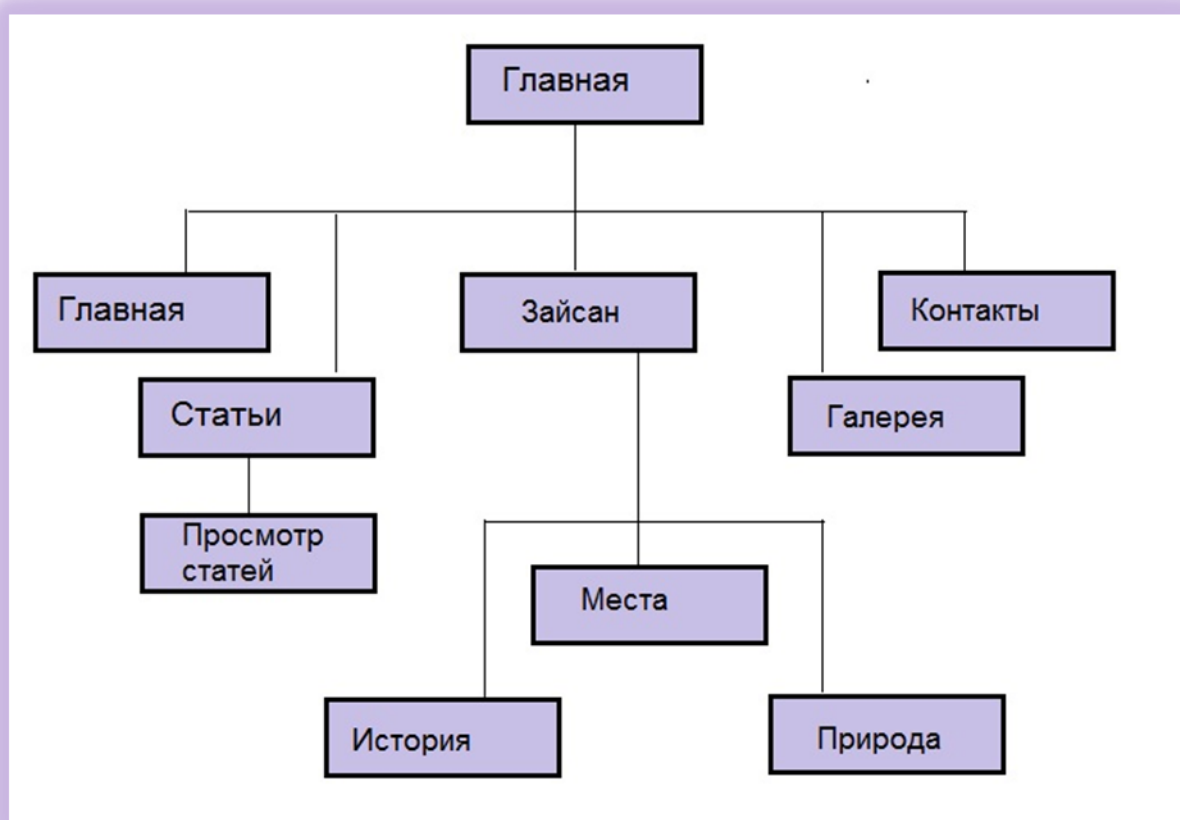 Главная
Главная
Зайсан
Контакты
Статьи
Галерея
Просмотр
статей
Места
История
Природа